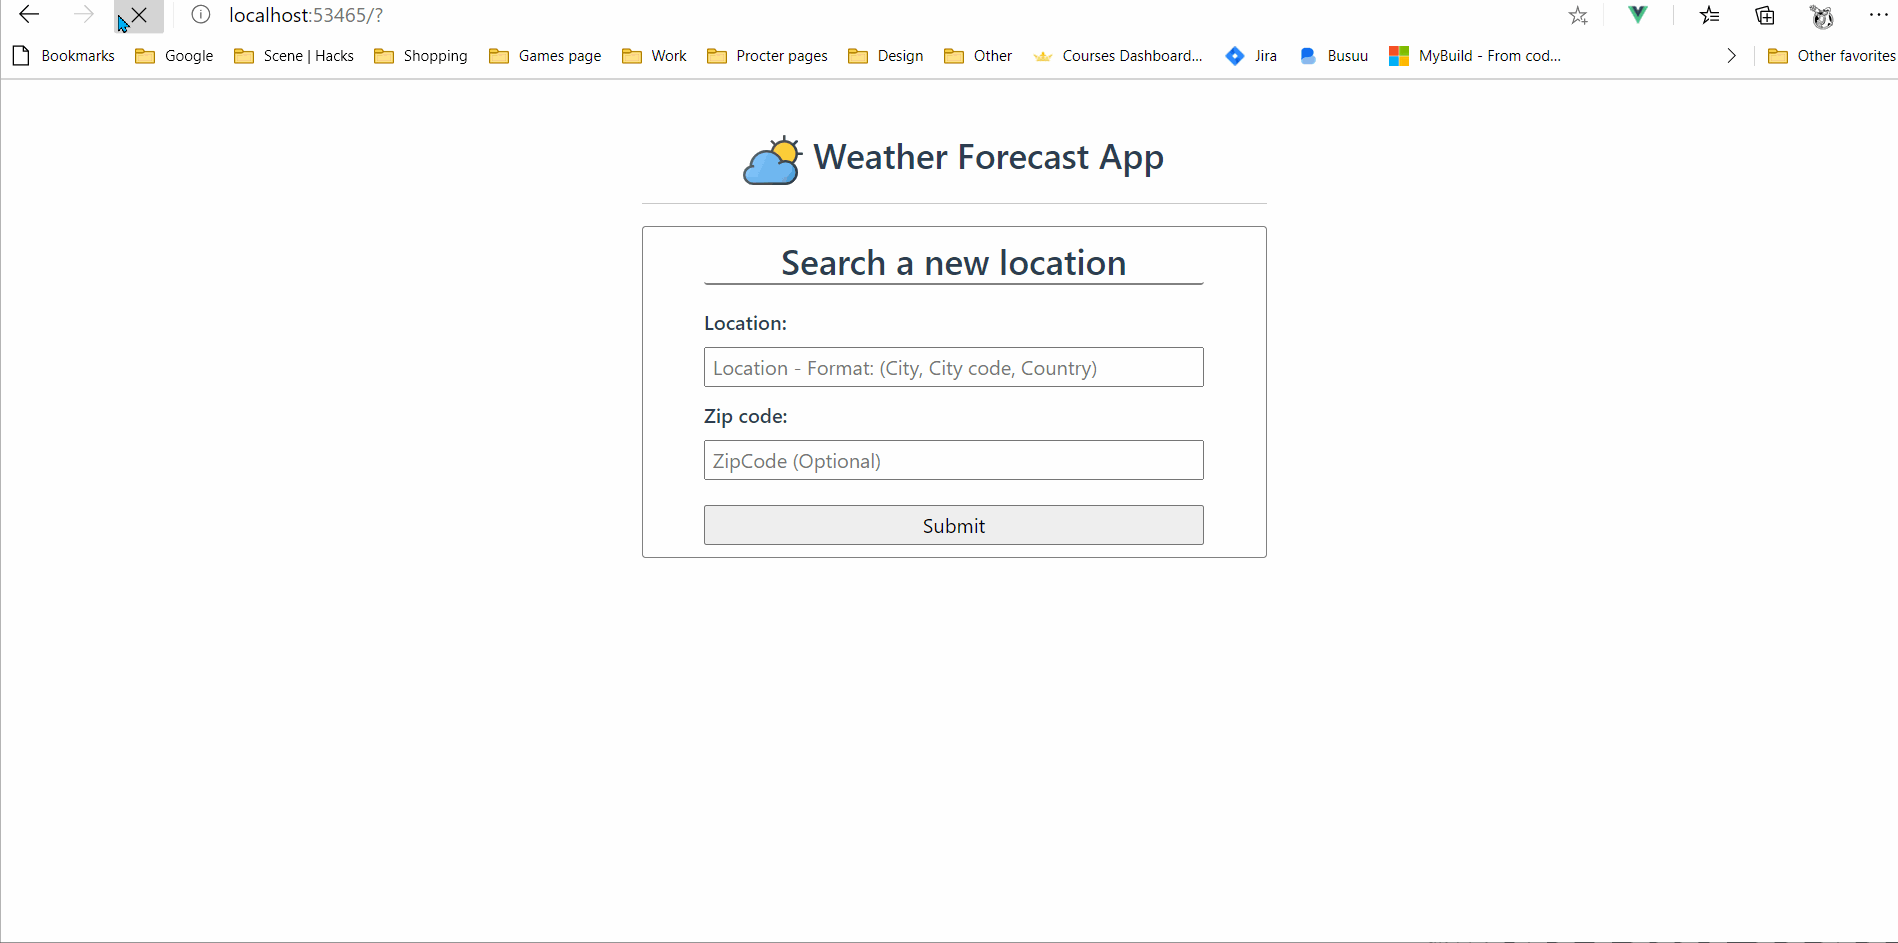 localhost:53465/?
Bookmarks Google Scene | Hacks Shopping Games page Work Procter pages Design Other Courses Dashboard... Jira Busuu MyBuild - From cod... Other favorites
Weather Forecast App
Search a new location
Location:
Location - Format: (City, City code, Country)
Zip code:
ZipCode (Optional)
Submit